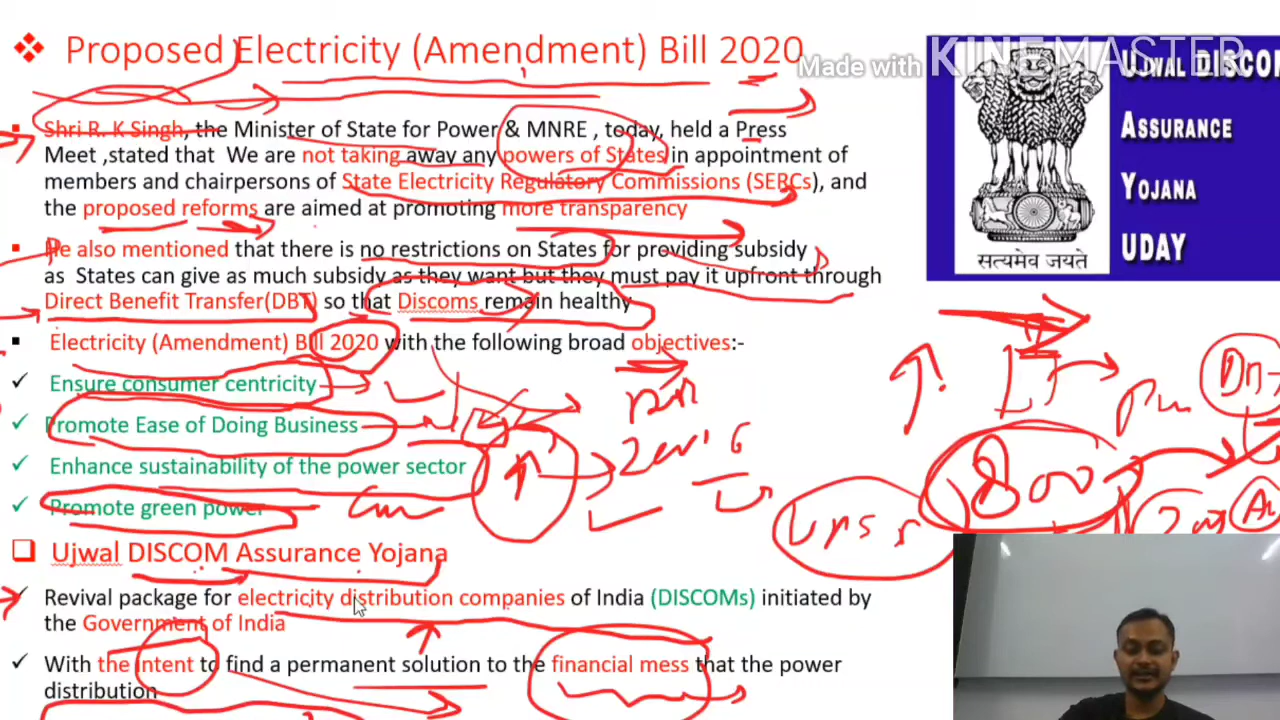 ❖ Proposed Electricity (Amendment) Bill 2020
Made with KINEMASTER
▪ Shri R. K Singh, the Minister of State for Power & MNRE , today, held a Press
Meet ,stated that We are not taking away any powers of States in appointment of
members and chairpersons of State Electricity Regulatory Commissions (SERCs), and
the proposed reforms are aimed at promoting more transparency
▪ He also mentioned that there is no restrictions on States for providing subsidy
as States can give as much subsidy as they want but they must pay it upfront through
Direct Benefit Transfer(DBT) so that Discoms remain healthy
▪ Electricity (Amendment) Bill 2020 with the following broad objectives:-
✓ Ensure consumer centricity
✓ Promote Ease of Doing Business
✓ Enhance sustainability of the power sector
✓ Promote green power
❑ Ujwal DISCOM Assurance Yojana
✓ Revival package for electricity distribution companies of India (DISCOMs) initiated by
the Government of India
✓ With the intent to find a permanent solution to the financial mess that the power
distribution
UJWAL DISCO
ASSURANCE
YOJANA
UDAY
सत्यमेव जयते
800